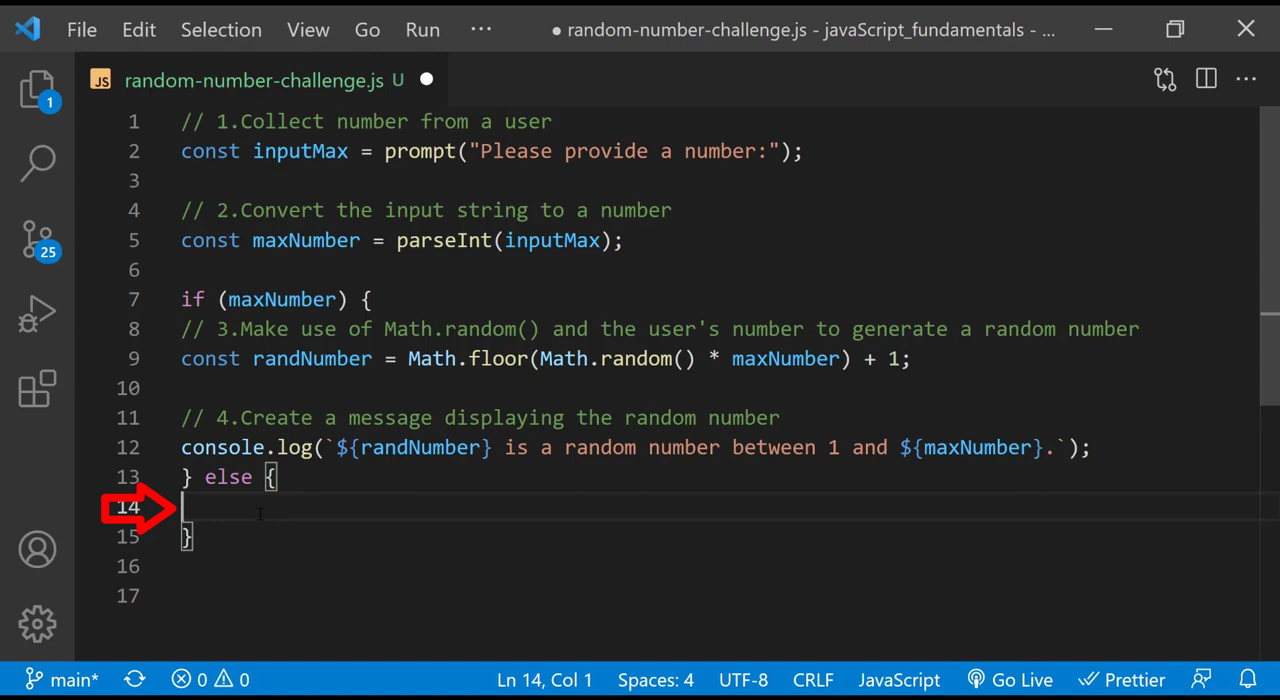 File Edit Selection View Go Run ··· ● random-number-challenge.js - javaScript_fundamentals - ...
JS random-number-challenge.js U ● ···
1 // 1.Collect number from a user
2 const inputMax = prompt("Please provide a number:");
3
4 // 2.Convert the input string to a number
5 const maxNumber = parseInt(inputMax);
6
7 if (maxNumber) {
8 // 3.Make use of Math.random() and the user's number to generate a random number
9 const randNumber = Math.floor(Math.random() * maxNumber) + 1;
10
11 // 4.Create a message displaying the random number
12 console.log(`${randNumber} is a random number between 1 and ${maxNumber}.`);
13 } else {
14
15 }
16
17
1
25
main* 0 0 Ln 14, Col 1 Spaces: 4 UTF-8 CRLF JavaScript Go Live Prettier